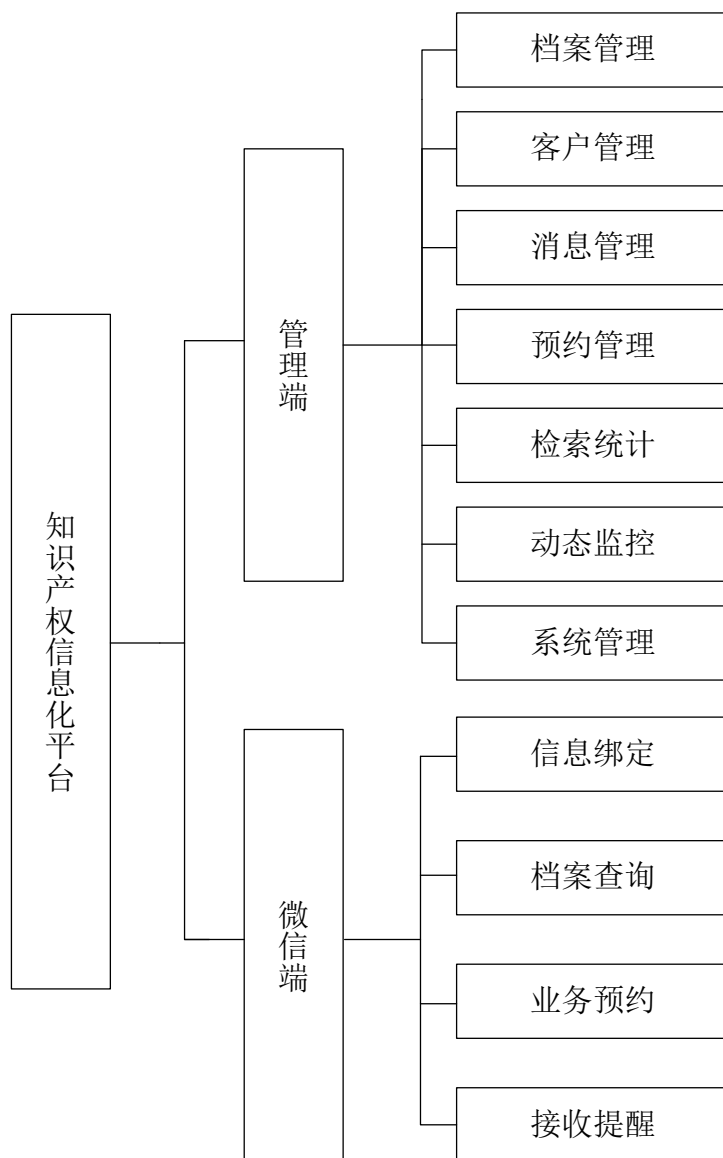 知识产权信息化平台
管理端
档案管理
客户管理
消息管理
预约管理
检索统计
动态监控
系统管理
微信端
信息绑定
档案查询
业务预约
接收提醒